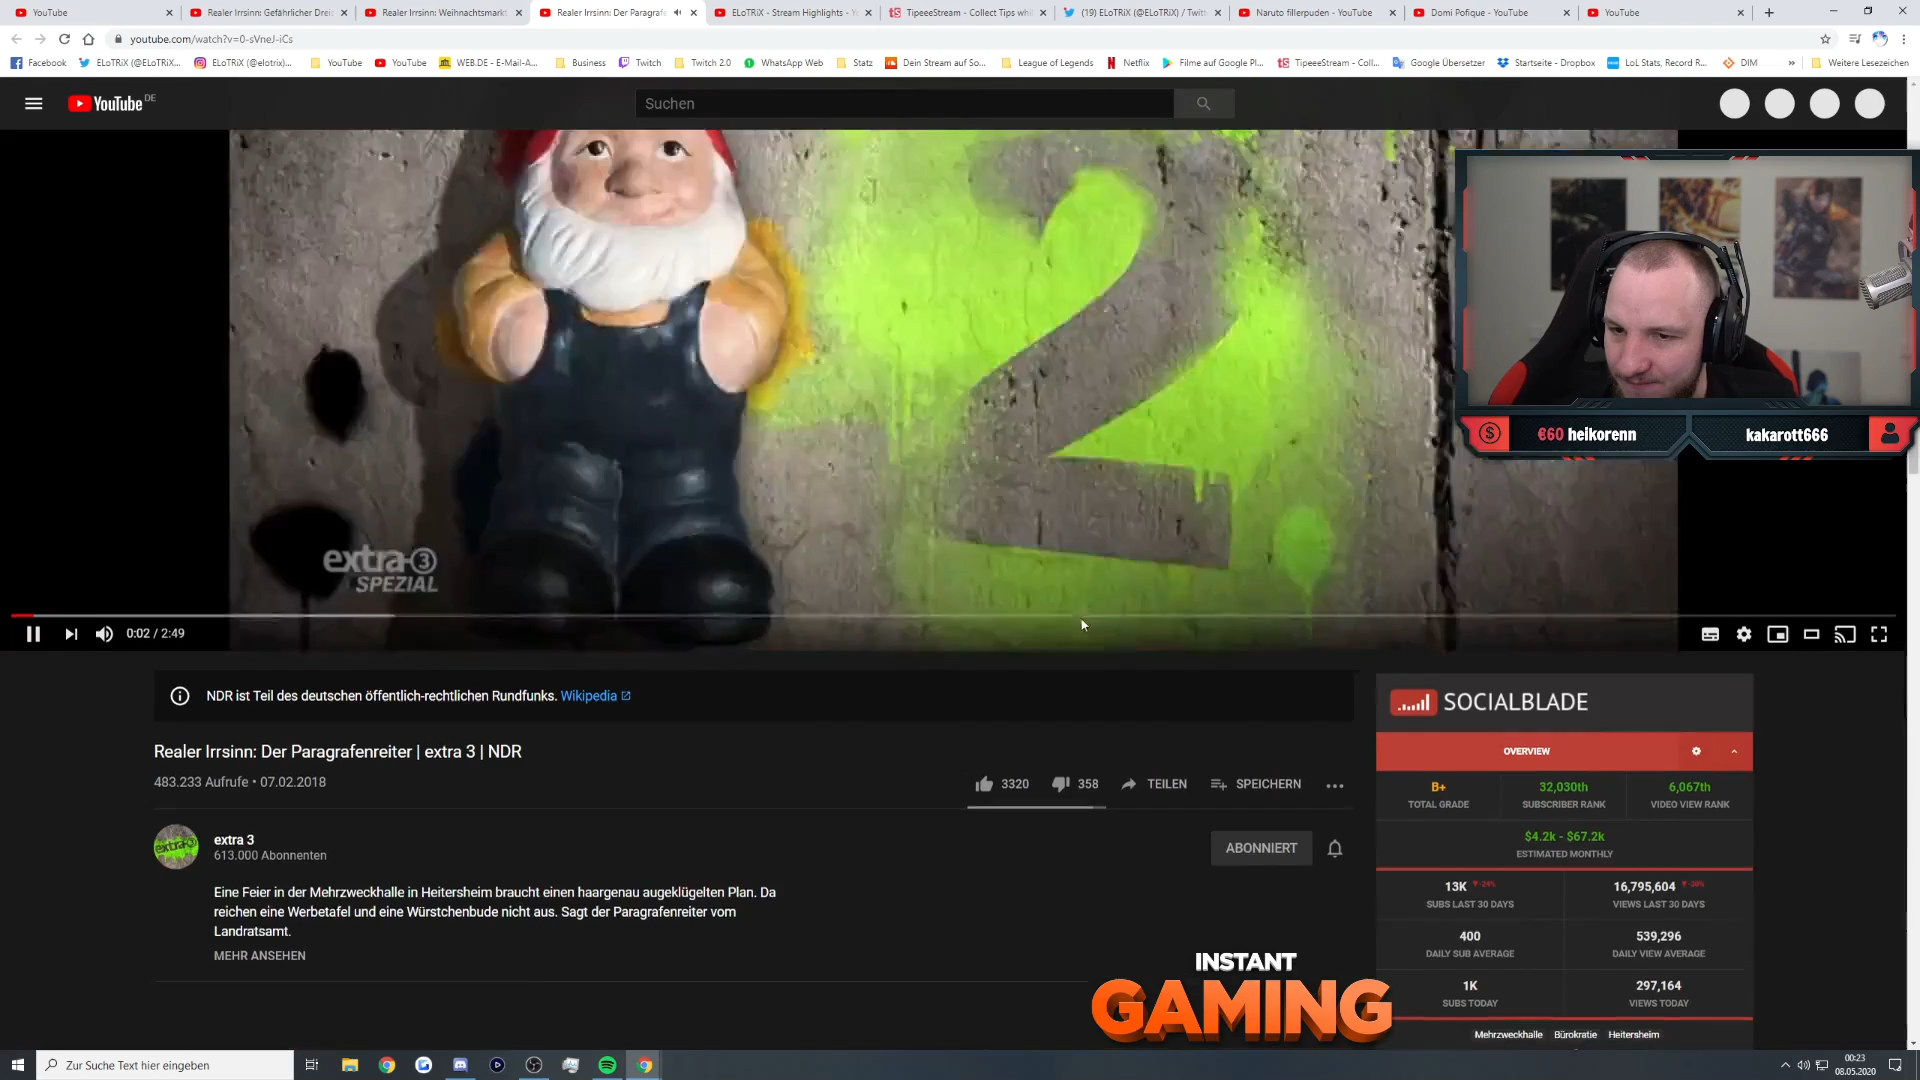 YouTube
Realer Irrsinn: Gefährlicher Dreis
Realer Irrsinn: Weihnachtsmarkt
Realer Irrsinn: Der Paragrafe
ELoTRiX - Stream Highlights - Y
TipeeeStream - Collect Tips whi
(19) ELoTRiX (@ELoTRiX) / Twitt
Naruto fillerpuden - YouTube
Domi Pofique - YouTube
YouTube
youtube.com/watch?v=0-sVneJ-iCs
Facebook
ELoTRiX (@ELoTRiX...
ELoTRiX (@elotrix)...
YouTube
YouTube
WEB.DE - E-Mail-A...
Business
Twitch
Twitch 2.0
WhatsApp Web
Statz
Dein Stream auf So...
League of Legends
Netflix
Filme auf Google Pl...
TipeeeStream - Coll...
Google Übersetzer
Startseite - Dropbox
LoL Stats, Record R...
DIM
»
Weitere Lesezeichen
YouTube DE
Suchen
2
extra 3
SPEZIAL
€60 heikorenn
kakarott666
0:02 / 2:49
NDR ist Teil des deutschen öffentlich-rechtlichen Rundfunks. Wikipedia
Realer Irrsinn: Der Paragrafenreiter | extra 3 | NDR
483.233 Aufrufe • 07.02.2018
3320
358
TEILEN
SPEICHERN
extra 3
extra 3
613.000 Abonnenten
ABONNIERT
Eine Feier in der Mehrzweckhalle in Heitersheim braucht einen haargenau augeklügelten Plan. Da
reichen eine Werbetafel und eine Würstchenbude nicht aus. Sagt der Paragrafenreiter vom
Landratsamt.
MEHR ANSEHEN
SOCIALBLADE
OVERVIEW
B+
TOTAL GRADE
32,030th
SUBSCRIBER RANK
6,067th
VIDEO VIEW RANK
$4.2k - $67.2k
ESTIMATED MONTHLY
13K
SUBS LAST 30 DAYS
16,795,604
VIEWS LAST 30 DAYS
400
DAILY SUB AVERAGE
539,296
DAILY VIEW AVERAGE
1K
SUBS TODAY
297,164
VIEWS TODAY
Mehrzweckhalle Bürokratie Heitersheim
INSTANT
GAMING
Zur Suche Text hier eingeben
00:23
08.05.2020